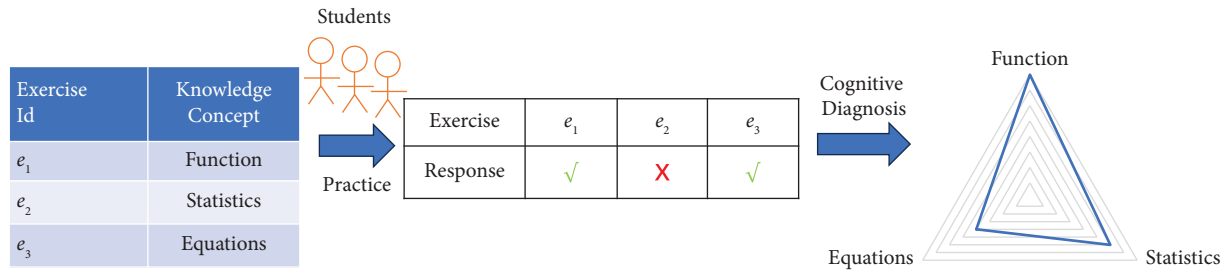 Students
Exercise Id
Knowledge Concept
e₁ Function
e₂ Statistics
e₃ Equations
Practice
Exercise e₁ e₂ e₃
Response √ X √
Cognitive
Diagnosis
Function
Equations
Statistics